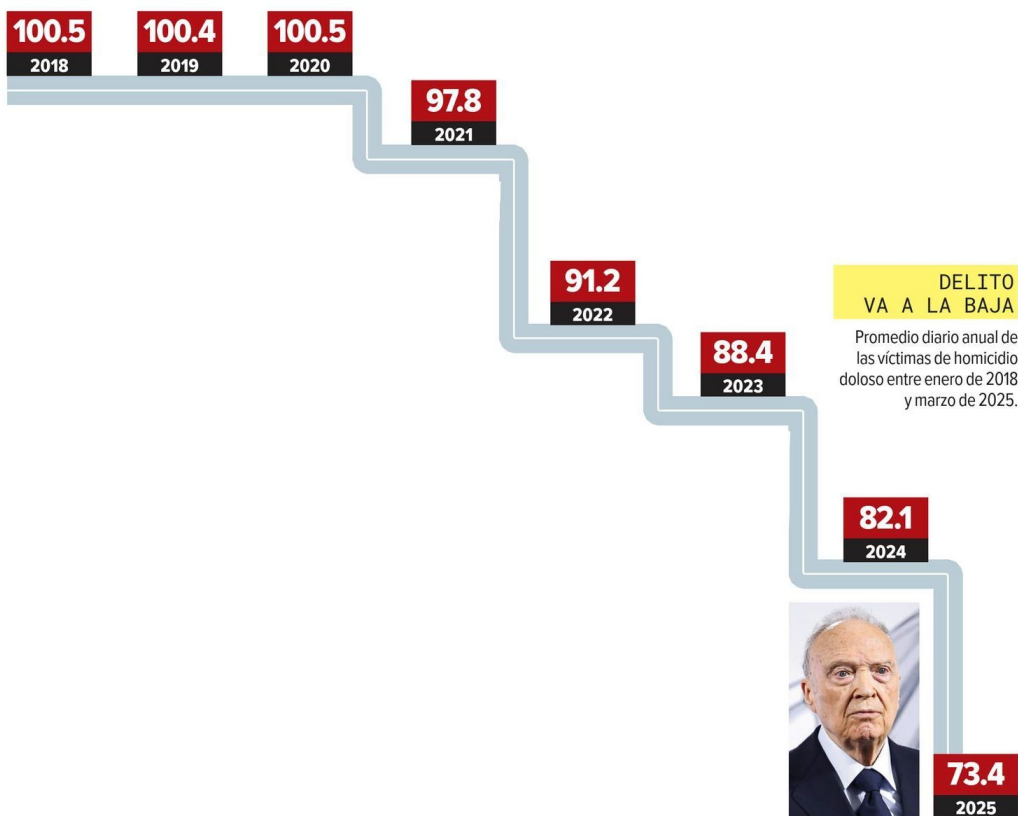 100.5
2018
100.4
2019
100.5
2020
97.8
2021
91.2
2022
88.4
2023
DELITO
VA A LA BAJA
Promedio diario anual de
las víctimas de homicidio
doloso entre enero de 2018
y marzo de 2025.
82.1
2024
73.4
2025